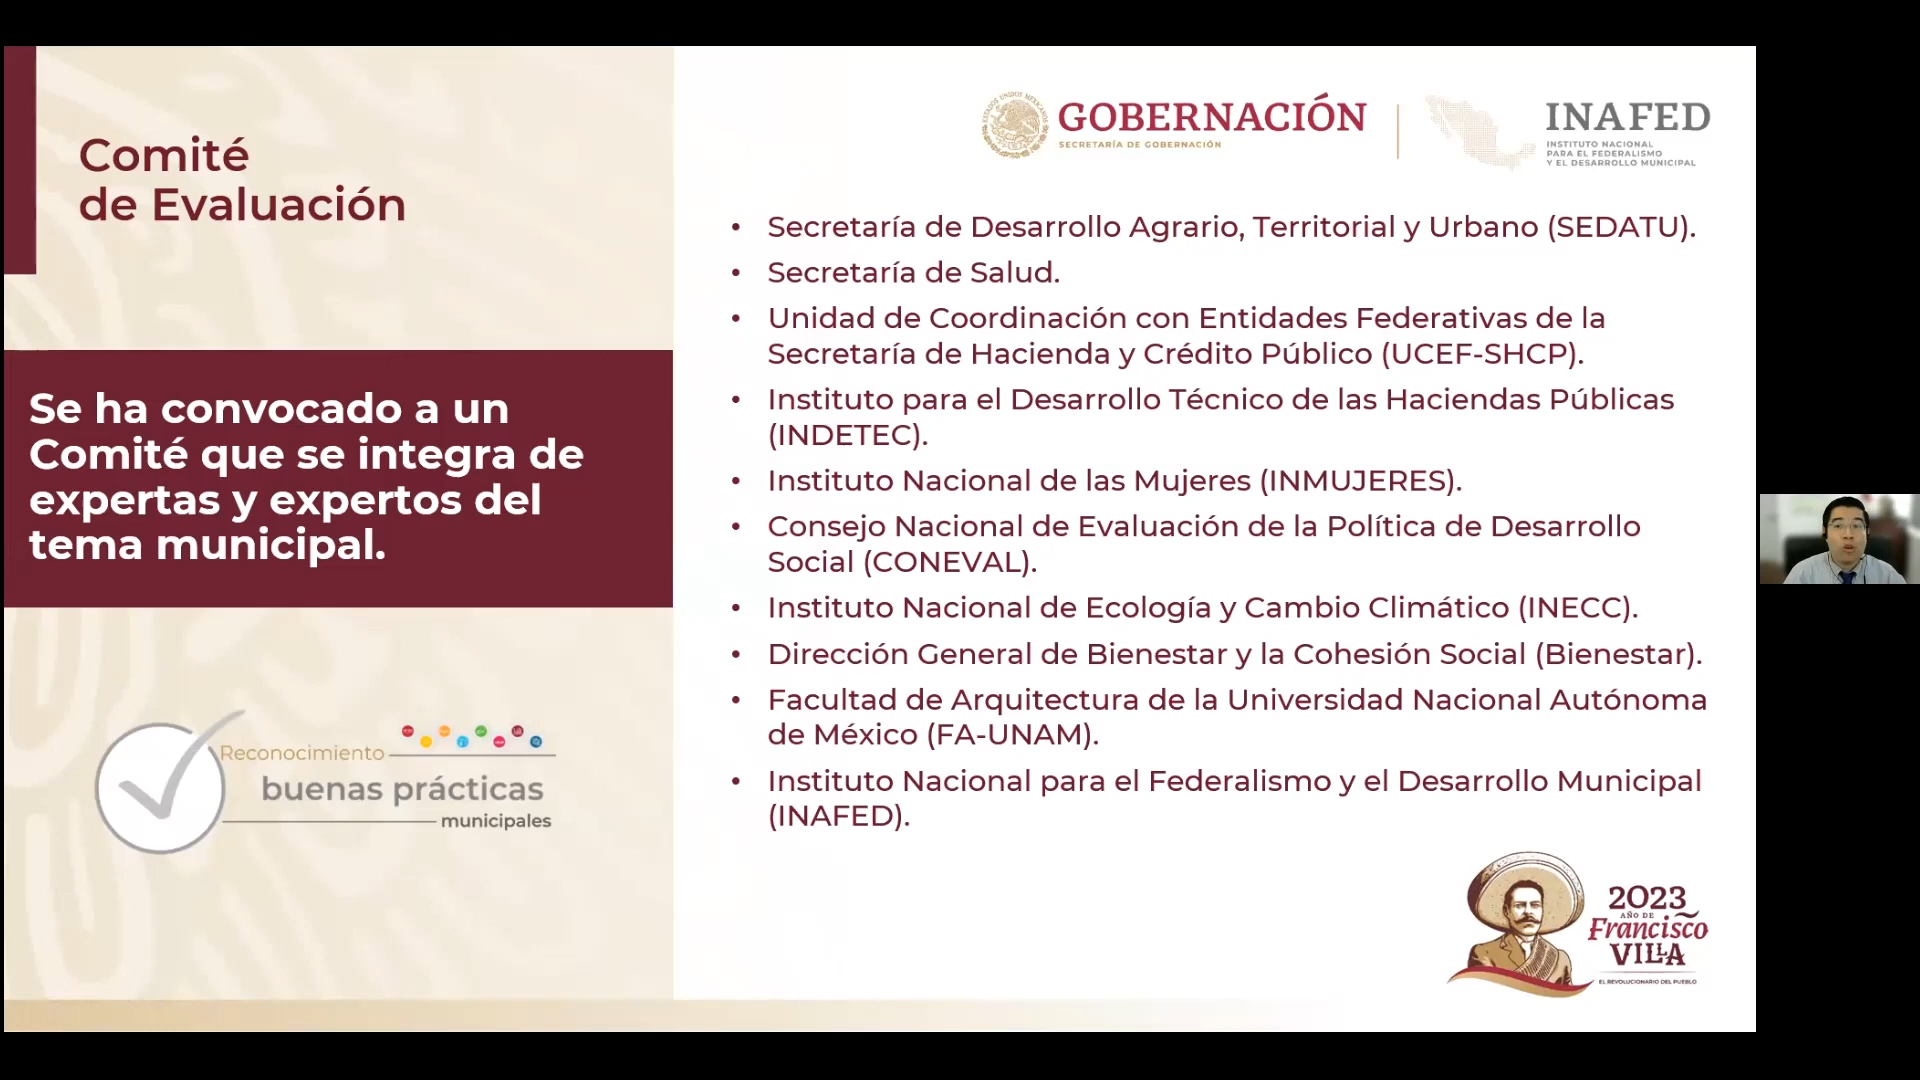 Comité
de Evaluación
Se ha convocado a un
Comité que se integra de
expertas y expertos del
tema municipal.
Reconocimiento
buenas prácticas
municipales
ESTADOS UNIDOS MEXICANOS
GOBERNACIÓN
SECRETARÍA DE GOBERNACIÓN
INAFED
INSTITUTO NACIONAL
PARA EL FEDERALISMO
Y EL DESARROLLO MUNICIPAL
• Secretaría de Desarrollo Agrario, Territorial y Urbano (SEDATU).
• Secretaría de Salud.
• Unidad de Coordinación con Entidades Federativas de la
Secretaría de Hacienda y Crédito Público (UCEF-SHCP).
• Instituto para el Desarrollo Técnico de las Haciendas Públicas
(INDETEC).
• Instituto Nacional de las Mujeres (INMUJERES).
• Consejo Nacional de Evaluación de la Política de Desarrollo
Social (CONEVAL).
• Instituto Nacional de Ecología y Cambio Climático (INECC).
• Dirección General de Bienestar y la Cohesión Social (Bienestar).
• Facultad de Arquitectura de la Universidad Nacional Autónoma
de México (FA-UNAM).
• Instituto Nacional para el Federalismo y el Desarrollo Municipal
(INAFED).
2023
AÑO DE
Francisco
VILLA
EL REVOLUCIONARIO DEL PUEBLO